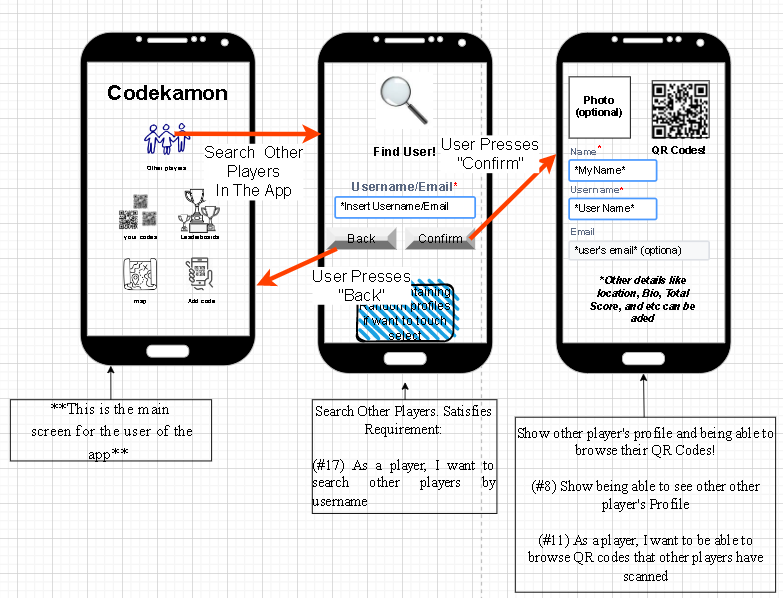 Codekamon
Other players
your codes
Leaderboards
map
Add code
Search Other
Players
In The App
Find User!
Username/Email*
*Insert Username/Email
Back
Confirm
User Presses
"Back"
profiles
if want to touch
select
User Presses
"Confirm"
Photo
(optional)
QR Codes!
Name*
*MyName*
Username*
*User Name*
Email
*user's email* (optiona)
*Other details like
location, Bio, Total
Score, and etc can be
aded
**This is the main
screen for the user of the
app**
Search Other Players. Satisfies
Requirement:
(#17) As a player, I want to
search other players by
username
Show other player's profile and being able to
browse their QR Codes!
(#8) Show being able to see other other
player's Profile
(#11) As a player, I want to be able to
browse QR codes that other players have
scanned